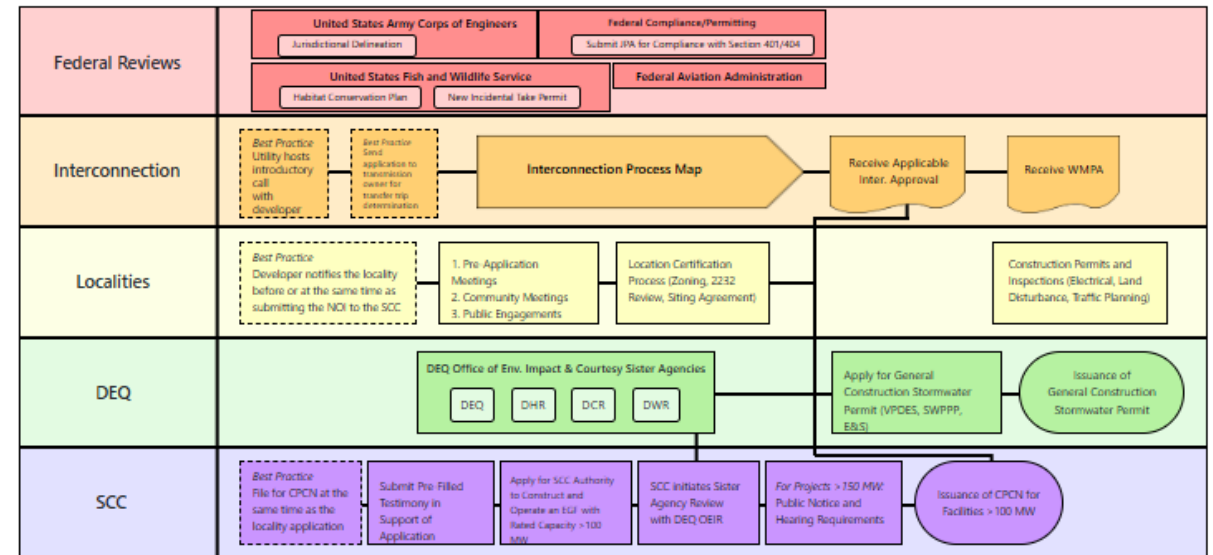 Federal Reviews
United States Army Corps of Engineers
Jurisdictional Delineation
Federal Compliance/Permitting
Submit JPA for Compliance with Section 401/404
United States Fish and Wildlife Service
Habitat Conservation Plan
New Incidental Take Permit
Federal Aviation Administration
Interconnection
Best Practice
Utility hosts
introductory
call
with
developer
Best Practice
Send
application to
transmission
owner for
transfer trip
determination
Interconnection Process Map
Receive Applicable
Inter. Approval
Receive WMPA
Localities
Best Practice
Developer notifies the locality
before or at the same time as
submitting the NOI to the SCC
1. Pre-Application
Meetings
2. Community Meetings
3. Public Engagements
Location Certification
Process (Zoning, 2232
Review, Siting Agreement)
Construction Permits and
Inspections (Electrical, Land
Disturbance, Traffic Planning)
DEQ
DEQ Office of Env. Impact & Courtesy Sister Agencies
DEQ
DHR
DCR
DWR
Apply for General
Construction Stormwater
Permit (VPDES, SWPPP,
E&S)
Issuance of
General Construction
Stormwater Permit
SCC
Best Practice
File for CPCN at the
same time as the
locality application
Submit Pre-Filled
Testimony in
Support of
Application
Apply for SCC Authority
to Construct and
Operate an EGF with
Rated Capacity >100
MW
SCC initiates Sister
Agency Review
with DEQ OEIR
For Projects >150 MW:
Public Notice and
Hearing Requirements
Issuance of CPCN for
Facilities >100 MW